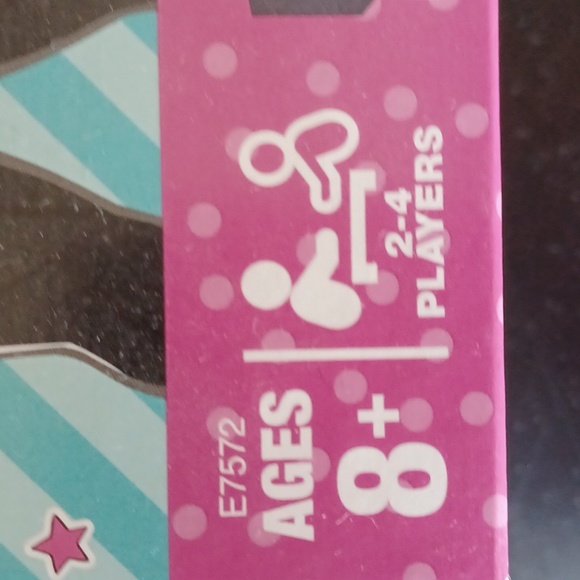 E7572
AGES
8+
2-4
PLAYERS